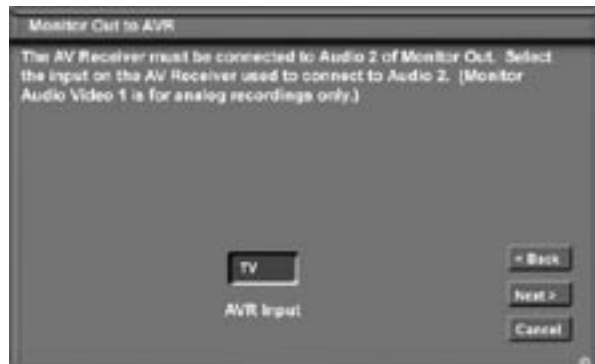 Monitor Out to AVR
The AV Receiver must be connected to Audio 2 of Monitor Out. Select
the input on the AV Receiver used to connect to Audio 2. (Monitor
Audio Video 1 is for analog recordings only.)
TV
AVR Input
< Back
Next >
Cancel